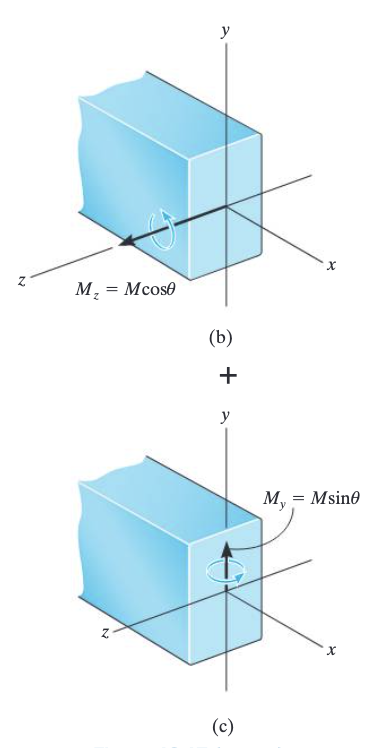 y
z
x
M_z = Mcosθ
(b)
+
y
M_y = Msinθ
z
x
(c)